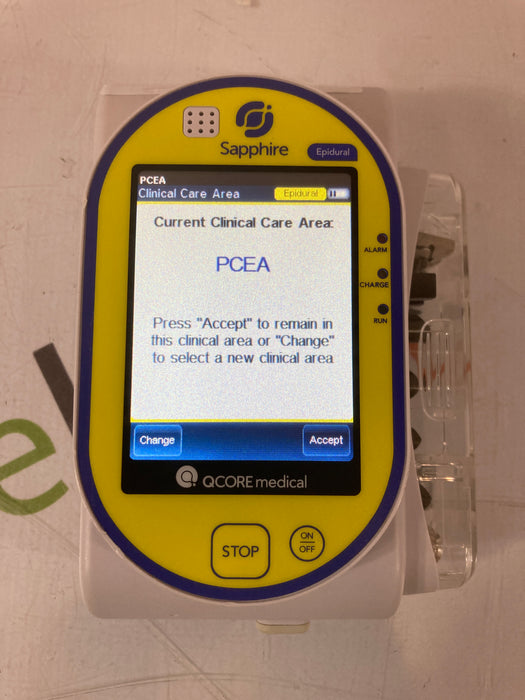 Sapphire
Epidural
PCEA
Clinical Care Area
Epidural
Current Clinical Care Area:
PCEA
Press "Accept" to remain in
this clinical area or "Change"
to select a new clinical area
Change
Accept
ALARM
CHARGE
RUN
QCORE medical
STOP
ON
OFF